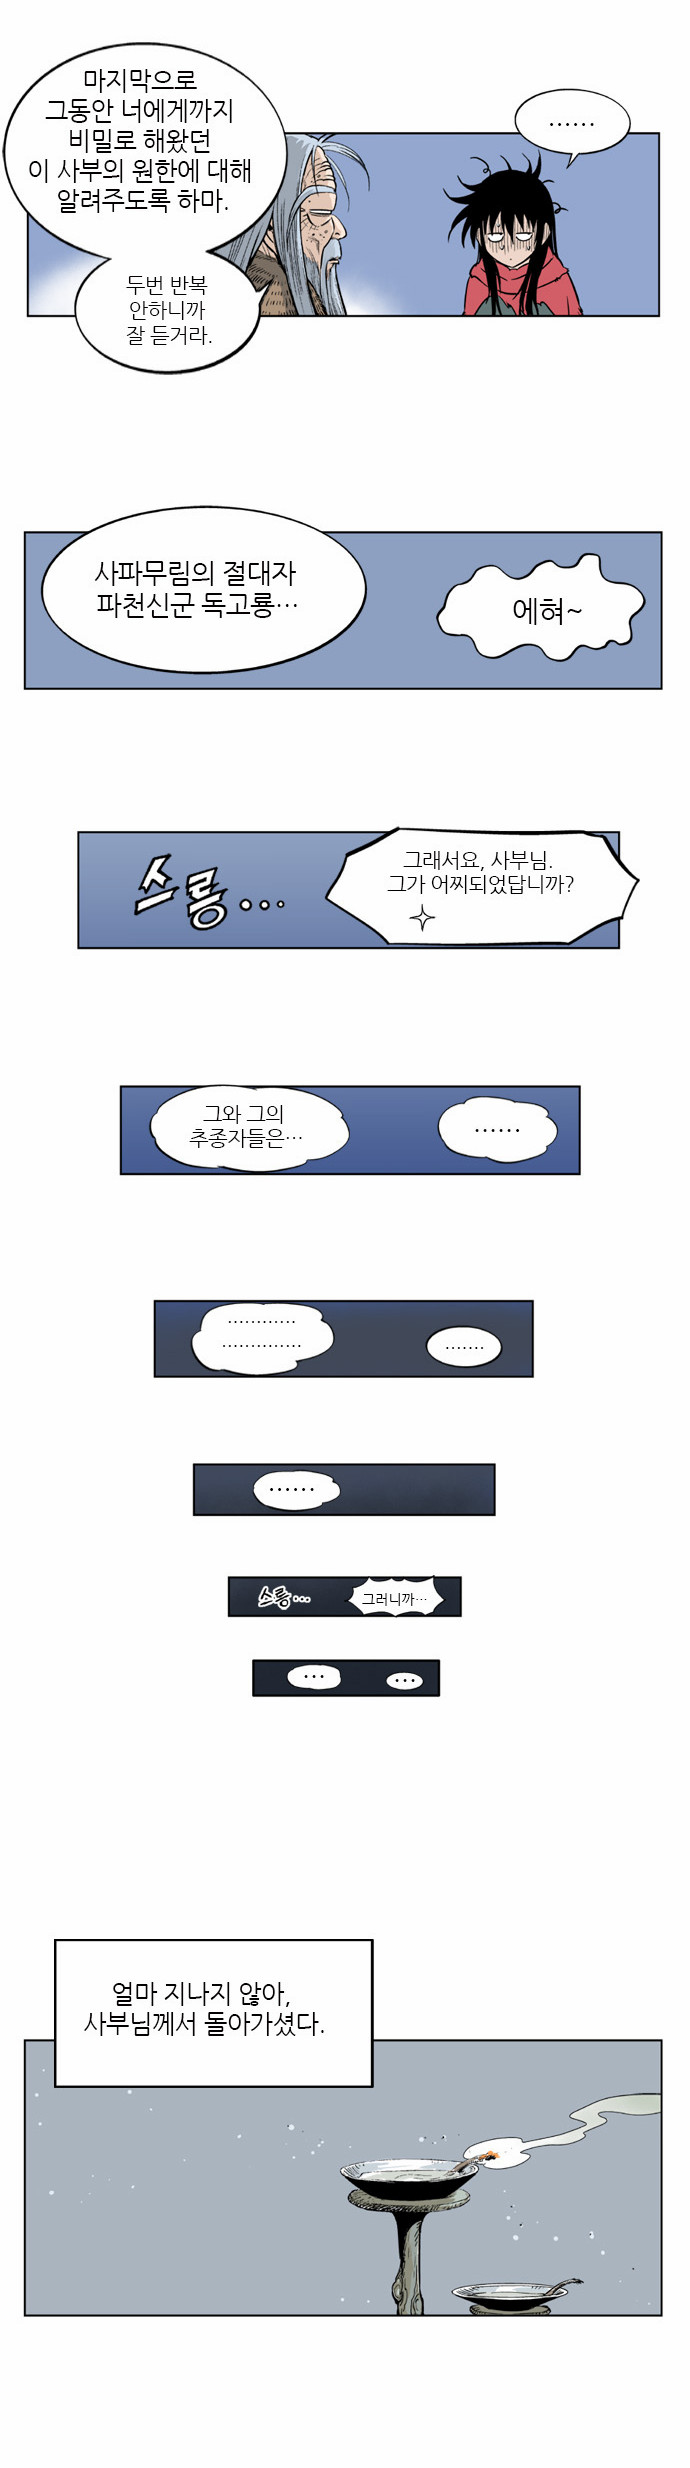 마지막으로
그동안 너에게까지
비밀로 해왔던
이 사부의 원한에 대해
알려주도록 하마.
......
두번 반복
안하니까
잘 듣거라.
사파무림의 절대자
파천신군 독고룡…
에혀~
스릉...
그래서요, 사부님.
그가 어찌되었답니까?
그와 그의
추종자들은…
......
............
..............
.......
......
스릉...
그러니까…
...
...
얼마 지나지 않아,
사부님께서 돌아가셨다.